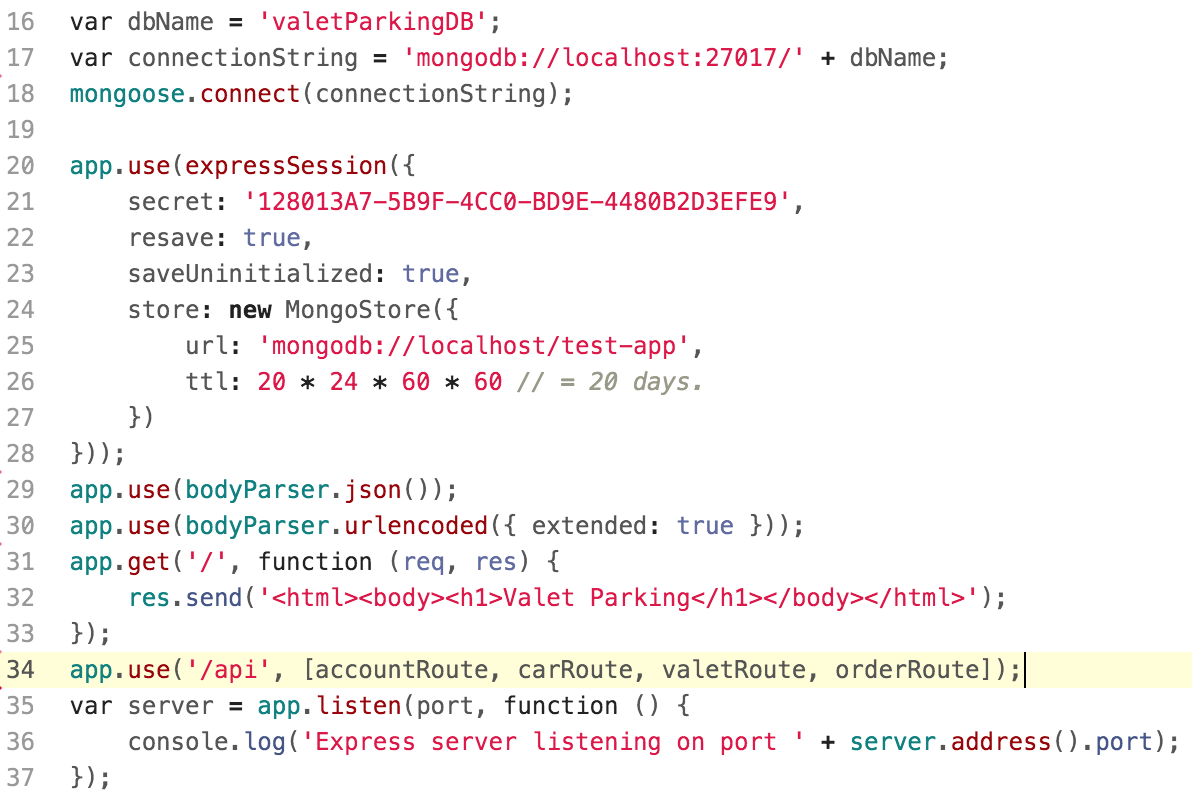 16 var dbName = 'valetParkingDB';
17 var connectionString = 'mongodb://localhost:27017/' + dbName;
18 mongoose.connect(connectionString);
19
20 app.use(expressSession({
21     secret: '128013A7-5B9F-4CC0-BD9E-4480B2D3EFE9',
22     resave: true,
23     saveUninitialized: true,
24     store: new MongoStore({
25         url: 'mongodb://localhost/test-app',
26         ttl: 20 * 24 * 60 * 60 // = 20 days.
27     })
28 }));
29 app.use(bodyParser.json());
30 app.use(bodyParser.urlencoded({ extended: true }));
31 app.get('/', function (req, res) {
32     res.send('<html><body><h1>Valet Parking</h1></body></html>');
33 });
34 app.use('/api', [accountRoute, carRoute, valetRoute, orderRoute]);
35 var server = app.listen(port, function () {
36     console.log('Express server listening on port ' + server.address().port);
37 });